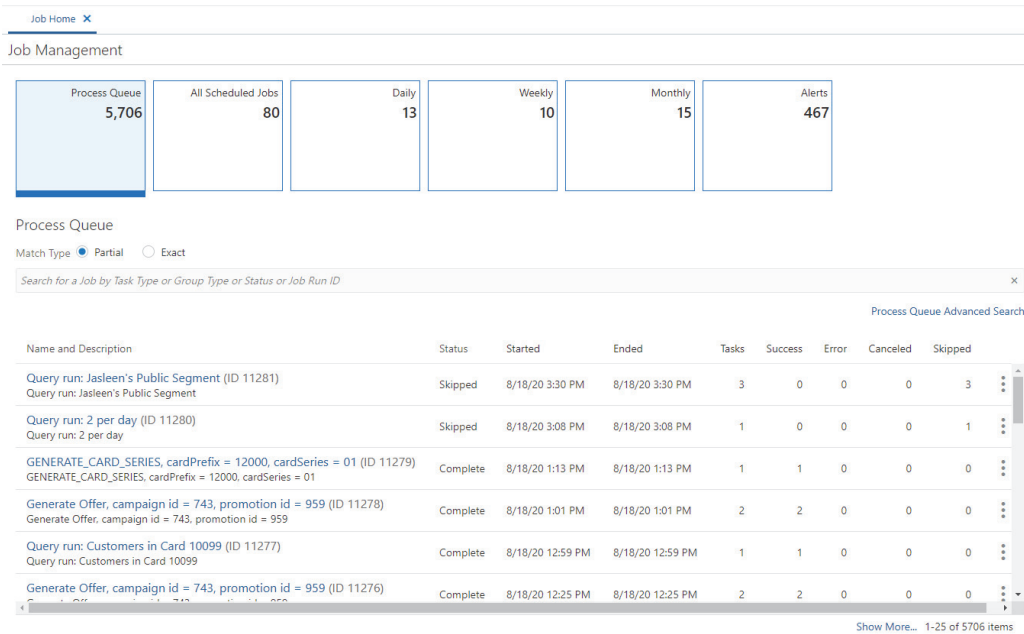 Job Home ✕
Job Management
Process Queue All Scheduled Jobs Daily Weekly Monthly Alerts
5,706 80 13 10 15 467
Process Queue
Match Type Partial Exact
Search for a Job by Task Type or Group Type or Status or Job Run ID ×
Process Queue Advanced Search
Name and Description Status Started Ended Tasks Success Error Canceled Skipped
Query run: Jasleen's Public Segment (ID 11281)
Query run: Jasleen's Public Segment
Skipped 8/18/20 3:30 PM 8/18/20 3:30 PM 3 0 0 0 3
Query run: 2 per day (ID 11280)
Query run: 2 per day
Skipped 8/18/20 3:08 PM 8/18/20 3:08 PM 1 0 0 0 1
GENERATE_CARD_SERIES, cardPrefix = 12000, cardSeries = 01 (ID 11279)
GENERATE_CARD_SERIES, cardPrefix = 12000, cardSeries = 01
Complete 8/18/20 1:13 PM 8/18/20 1:13 PM 1 1 0 0 0
Generate Offer, campaign id = 743, promotion id = 959 (ID 11278)
Generate Offer, campaign id = 743, promotion id = 959
Complete 8/18/20 1:01 PM 8/18/20 1:01 PM 2 2 0 0 0
Query run: Customers in Card 10099 (ID 11277)
Query run: Customers in Card 10099
Complete 8/18/20 12:59 PM 8/18/20 12:59 PM 1 1 0 0 0
Generate Offer, campaign id = 743, promotion id = 959 (ID 11276)
Complete 8/18/20 12:25 PM 8/18/20 12:25 PM 2 2 0 0 0
Show More... 1-25 of 5706 items